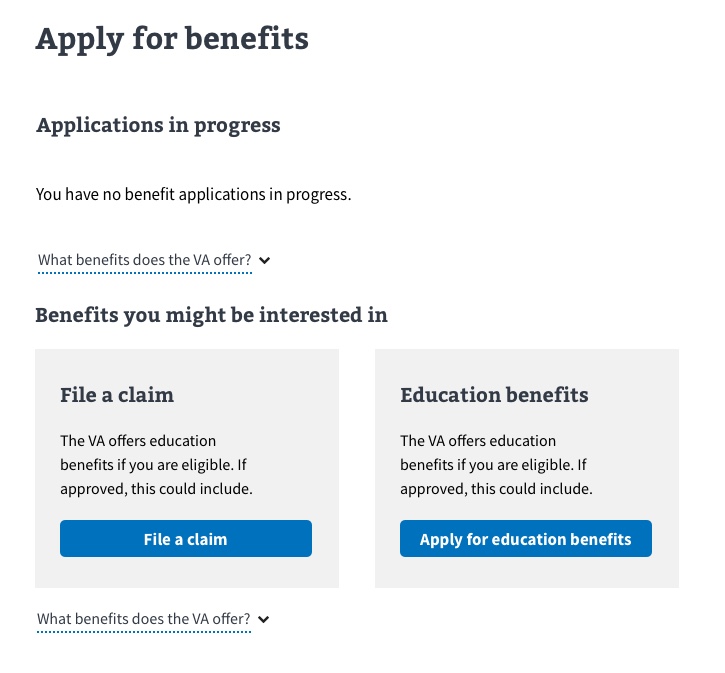 Apply for benefits
Applications in progress
You have no benefit applications in progress.
What benefits does the VA offer?
Benefits you might be interested in
File a claim
The VA offers education
benefits if you are eligible. If
approved, this could include.
File a claim
Education benefits
The VA offers education
benefits if you are eligible. If
approved, this could include.
Apply for education benefits
What benefits does the VA offer?